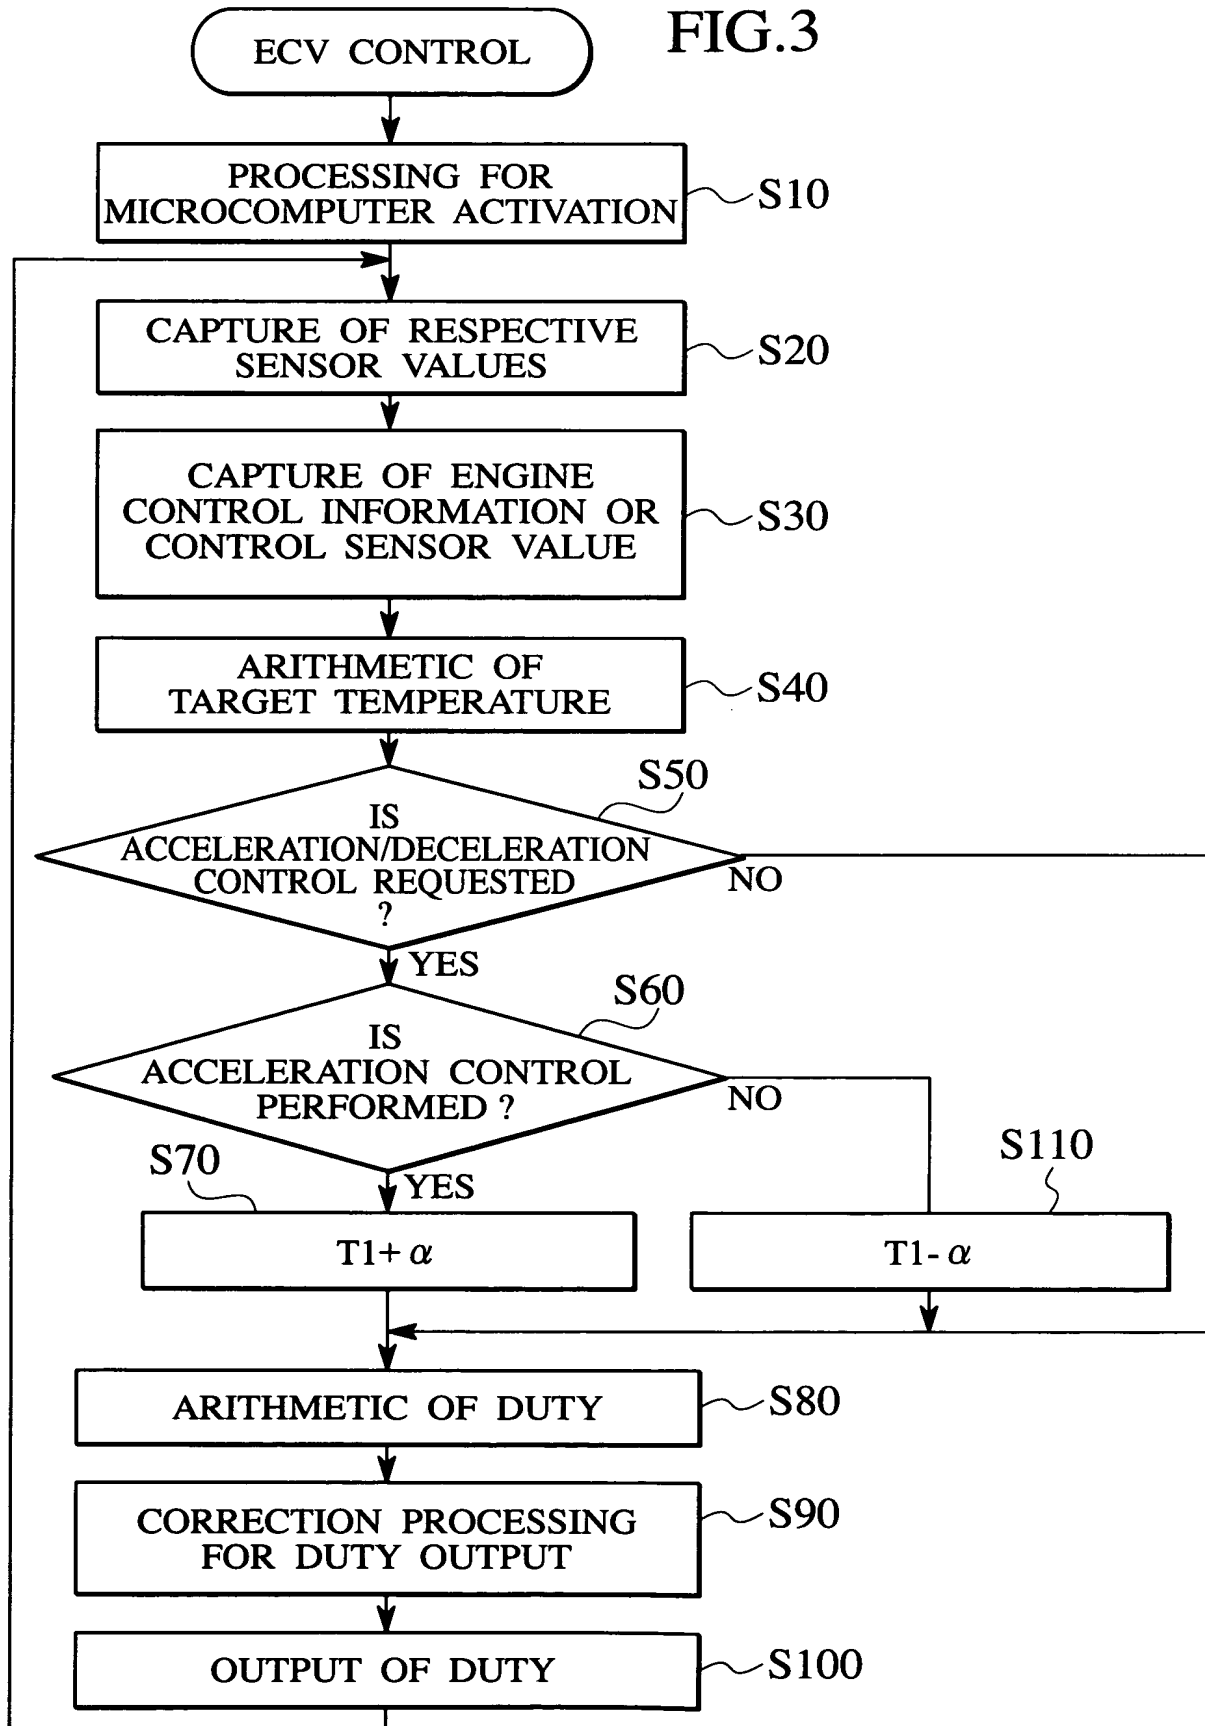 FIG.3
ECV CONTROL
PROCESSING FOR
MICROCOMPUTER ACTIVATION
S10
CAPTURE OF RESPECTIVE
SENSOR VALUES
S20
CAPTURE OF ENGINE
CONTROL INFORMATION OR
CONTROL SENSOR VALUE
S30
ARITHMETIC OF
TARGET TEMPERATURE
S40
S50
IS
ACCELERATION/DECELERATION
CONTROL REQUESTED
?
NO
YES
S60
IS
ACCELERATION CONTROL
PERFORMED ?
NO
YES
S70
T1+ α
S110
T1- α
ARITHMETIC OF DUTY
S80
CORRECTION PROCESSING
FOR DUTY OUTPUT
S90
OUTPUT OF DUTY
S100